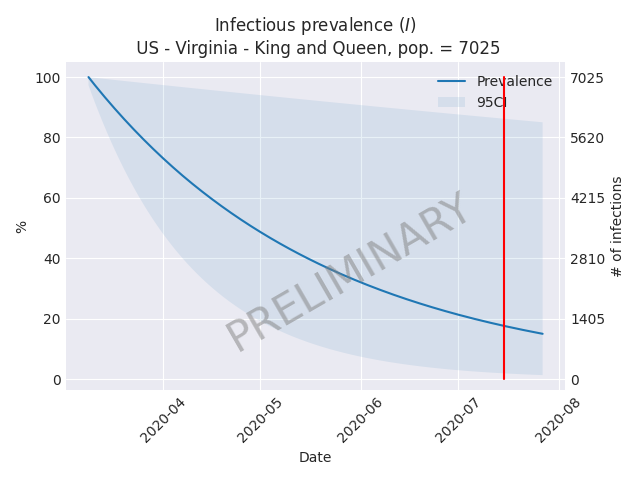 Infectious prevalence (I)
US - Virginia - King and Queen, pop. = 7025
100
80
60
40
20
0
%
7025
5620
4215
2810
1405
0
# of infections
Prevalence
95CI
PRELIMINARY
2020-04
2020-05
2020-06
2020-07
2020-08
Date